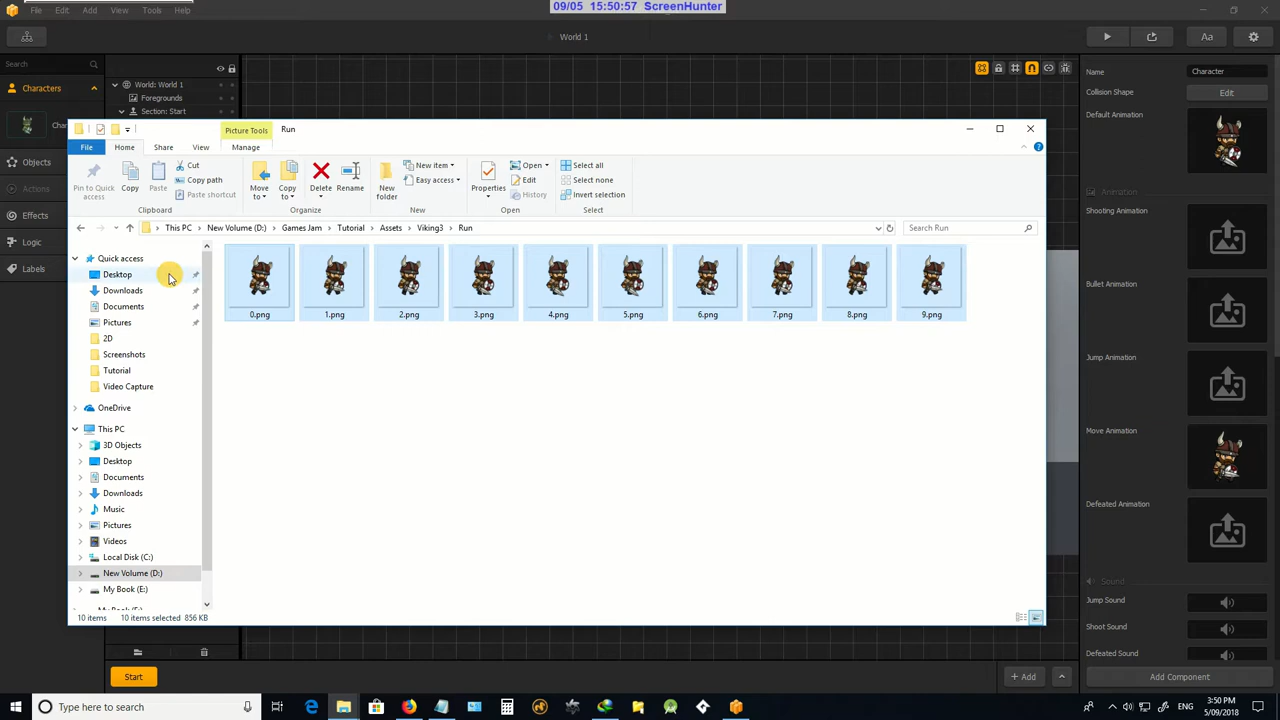 09/05 15:50:57 ScreenHunter
File Edit Add View Tools Help
World 1
Aa
Search
Characters
Cha
Objects
Actions
Effects
Logic
Labels
World: World 1
Foregrounds
Section: Start
Picture Tools
Run
File Home Share View Manage
Pin to Quick access
Copy
Paste
Cut
Copy path
Paste shortcut
Clipboard
Move to
Copy to
Delete
Rename
Organize
New folder
New item
Easy access
New
Properties
Open
Edit
History
Open
Select all
Select none
Invert selection
Select
This PC New Volume (D:) Games Jam Tutorial Assets Viking3 Run
Search Run
Quick access
Desktop
Downloads
Documents
Pictures
2D
Screenshots
Tutorial
Video Capture
OneDrive
This PC
3D Objects
Desktop
Documents
Downloads
Music
Pictures
Videos
Local Disk (C:)
New Volume (D:)
My Book (E:)
0.png 1.png 2.png 3.png 4.png 5.png 6.png 7.png 8.png 9.png
10 items 10 items selected 856 KB
Name Character
Collision Shape Edit
Default Animation
Animation
Shooting Animation
Bullet Animation
Jump Animation
Move Animation
Defeated Animation
Sound
Jump Sound
Shoot Sound
Defeated Sound
Add Component
Start
Add
Type here to search
ENG
3:50 PM
5/09/2018